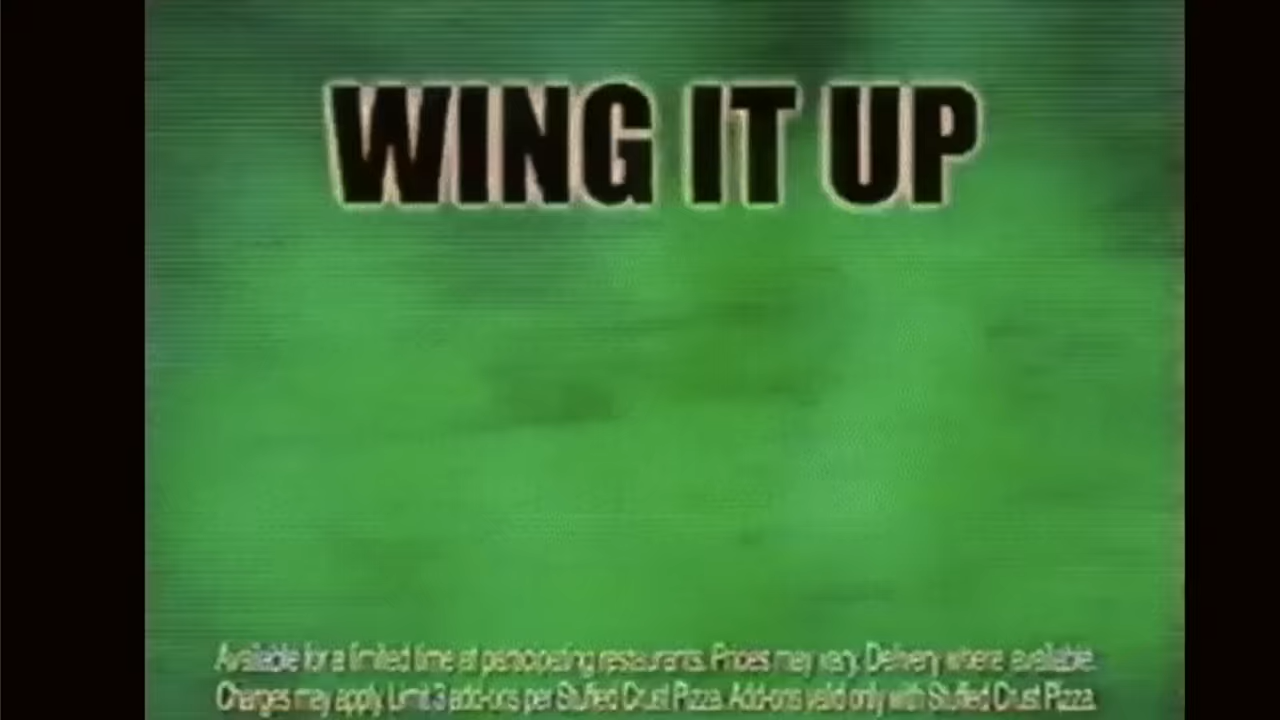 WING IT UP
Available for a limited time at participating restaurants. Prices may vary. Delivery where available.
Charges may apply. Limit 3 add-ons per Stuffed Crust Pizza. Add-ons valid only with Stuffed Crust Pizza.